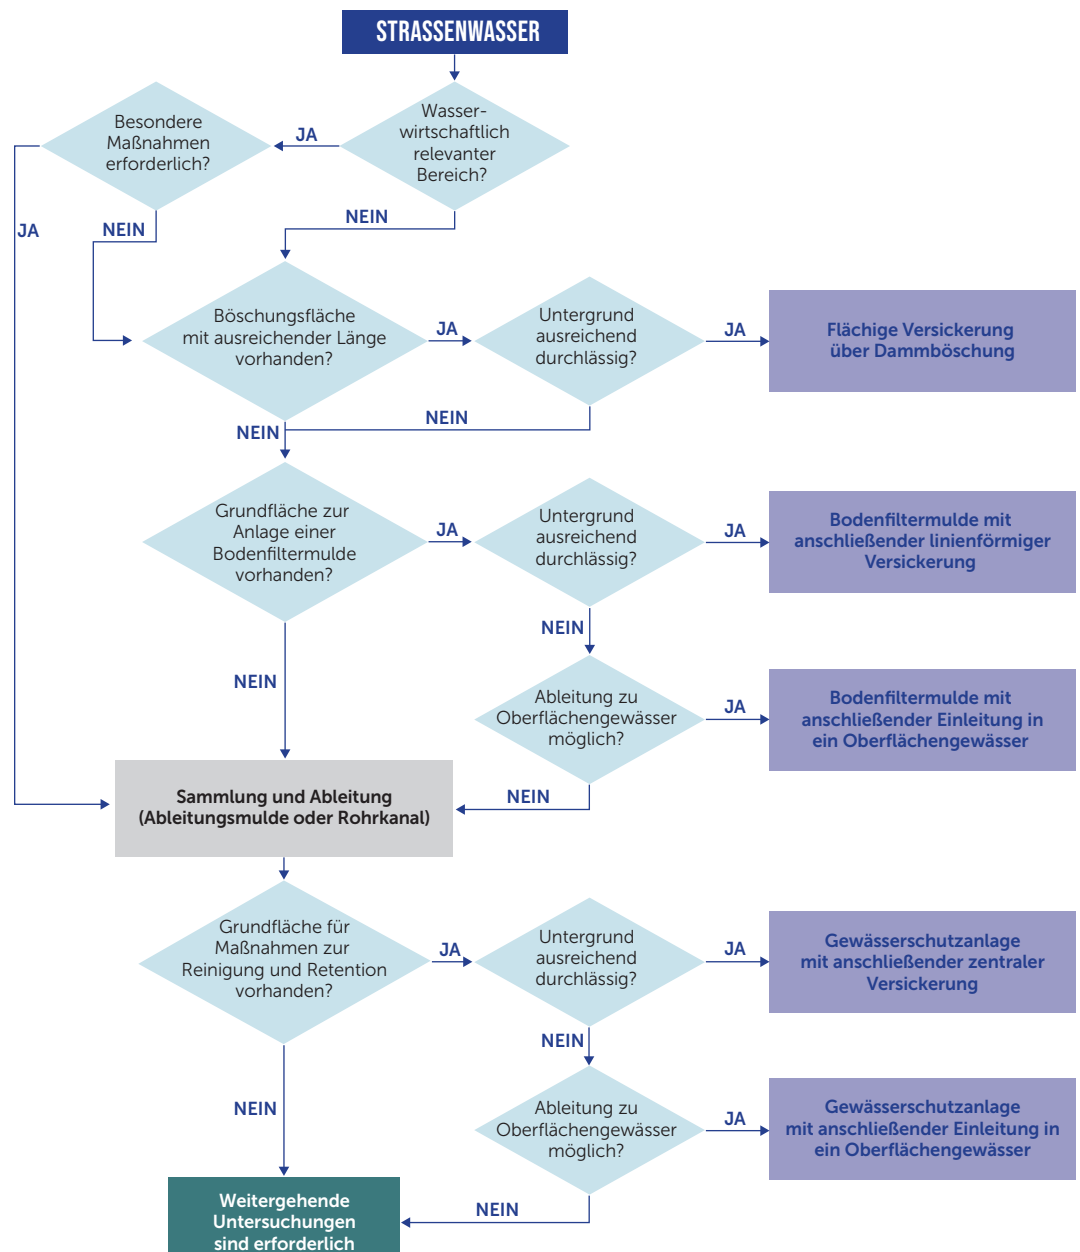 STRASSENWASSER
Wasser-
wirtschaftlich
relevanter
Bereich?
JA
Besondere
Maßnahmen
erforderlich?
JA
NEIN
NEIN
Böschungsfläche
mit ausreichender Länge
vorhanden?
JA
Untergrund
ausreichend
durchlässig?
JA
Flächige Versickerung
über Dammböschung
NEIN
NEIN
Grundfläche zur
Anlage einer
Bodenfiltermulde
vorhanden?
JA
Untergrund
ausreichend
durchlässig?
JA
Bodenfiltermulde mit
anschließender linienförmiger
Versickerung
NEIN
NEIN
Ableitung zu
Oberflächengewässer
möglich?
JA
Bodenfiltermulde mit
anschließender Einleitung in
ein Oberflächengewässer
NEIN
Sammlung und Ableitung
(Ableitungsmulde oder Rohrkanal)
Grundfläche für
Maßnahmen zur
Reinigung und Retention
vorhanden?
JA
Untergrund
ausreichend
durchlässig?
JA
Gewässerschutzanlage
mit anschließender zentraler
Versickerung
NEIN
NEIN
Ableitung zu
Oberflächengewässer
möglich?
JA
Gewässerschutzanlage
mit anschließender Einleitung in
ein Oberflächengewässer
NEIN
Weitergehende
Untersuchungen
sind erforderlich